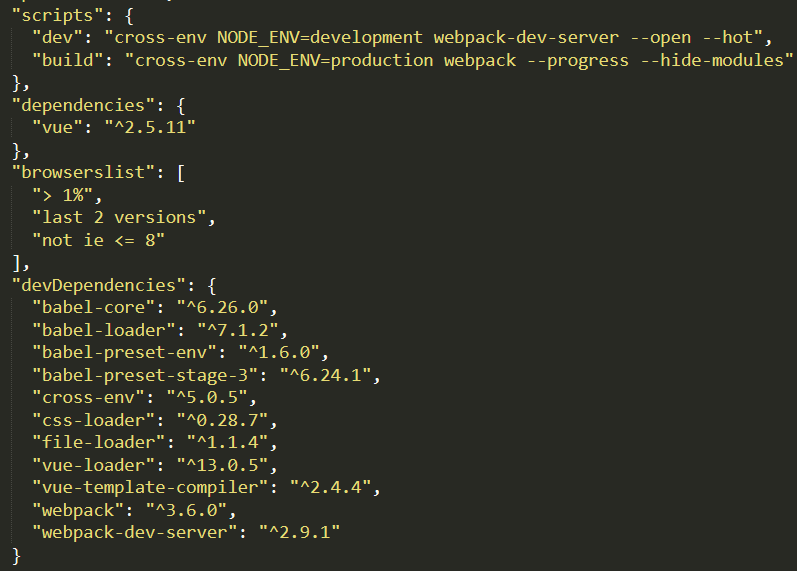 "scripts": {
"dev": "cross-env NODE_ENV=development webpack-dev-server --open --hot",
"build": "cross-env NODE_ENV=production webpack --progress --hide-modules"
},
"dependencies": {
"vue": "^2.5.11"
},
"browserslist": [
"> 1%",
"last 2 versions",
"not ie <= 8"
],
"devDependencies": {
"babel-core": "^6.26.0",
"babel-loader": "^7.1.2",
"babel-preset-env": "^1.6.0",
"babel-preset-stage-3": "^6.24.1",
"cross-env": "^5.0.5",
"css-loader": "^0.28.7",
"file-loader": "^1.1.4",
"vue-loader": "^13.0.5",
"vue-template-compiler": "^2.4.4",
"webpack": "^3.6.0",
"webpack-dev-server": "^2.9.1"
}